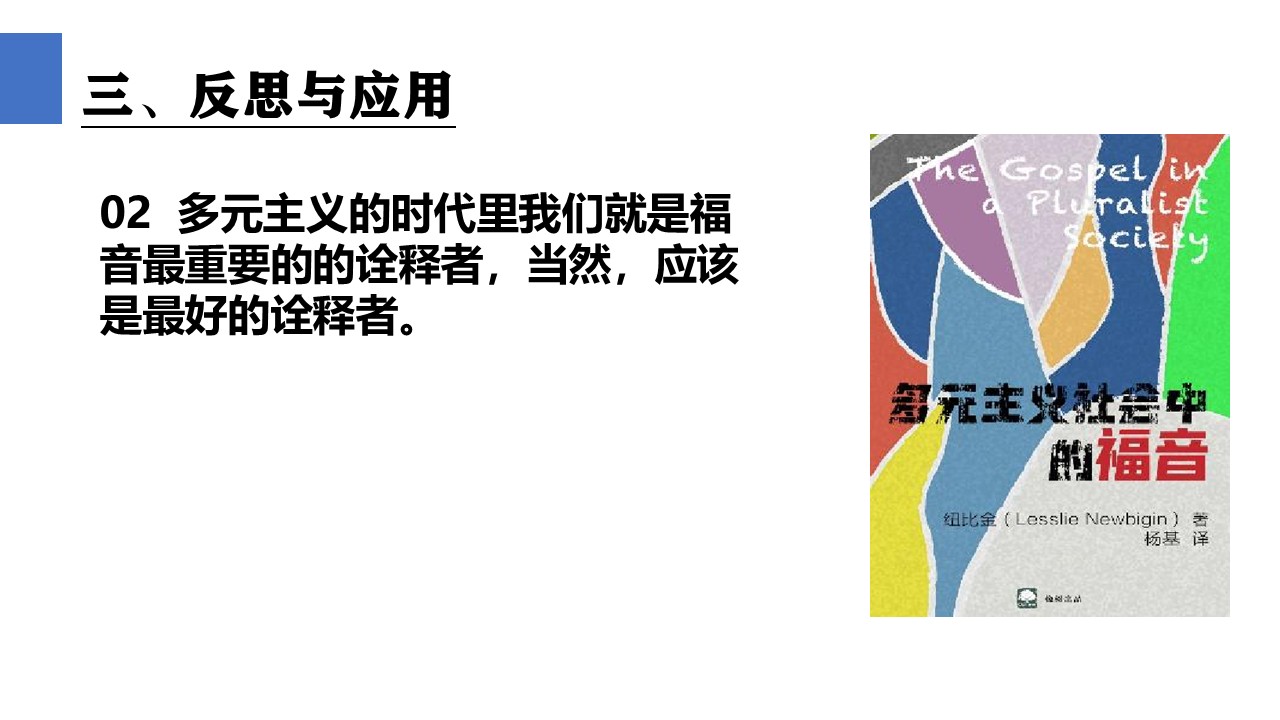 三、反思与应用
02 多元主义的时代里我们就是福
音最重要的的诠释者，当然，应该
是最好的诠释者。
The Gospel in
a Pluralist
Society
多元主义社会中
的福音
纽比金（Lesslie Newbigin）著
杨基 译